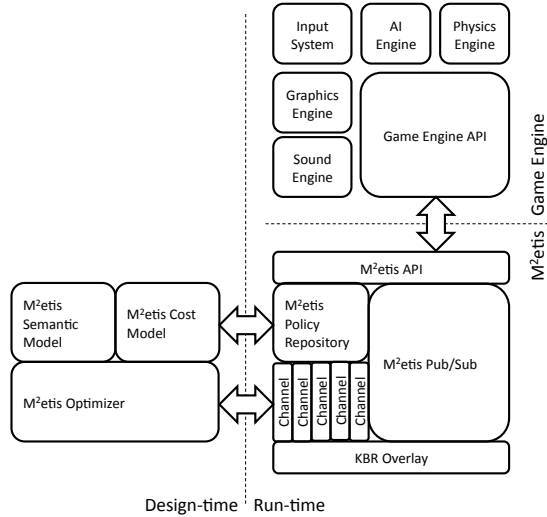 Input
System
AI
Engine
Physics
Engine
Graphics
Engine
Game Engine API
Sound
Engine
Game Engine
M²etis
M²etis API
M²etis
Semantic
Model
M²etis Cost
Model
M²etis
Policy
Repository
M²etis Pub/Sub
M²etis Optimizer
Channel
Channel
Channel
Channel
Channel
KBR Overlay
Design-time
Run-time